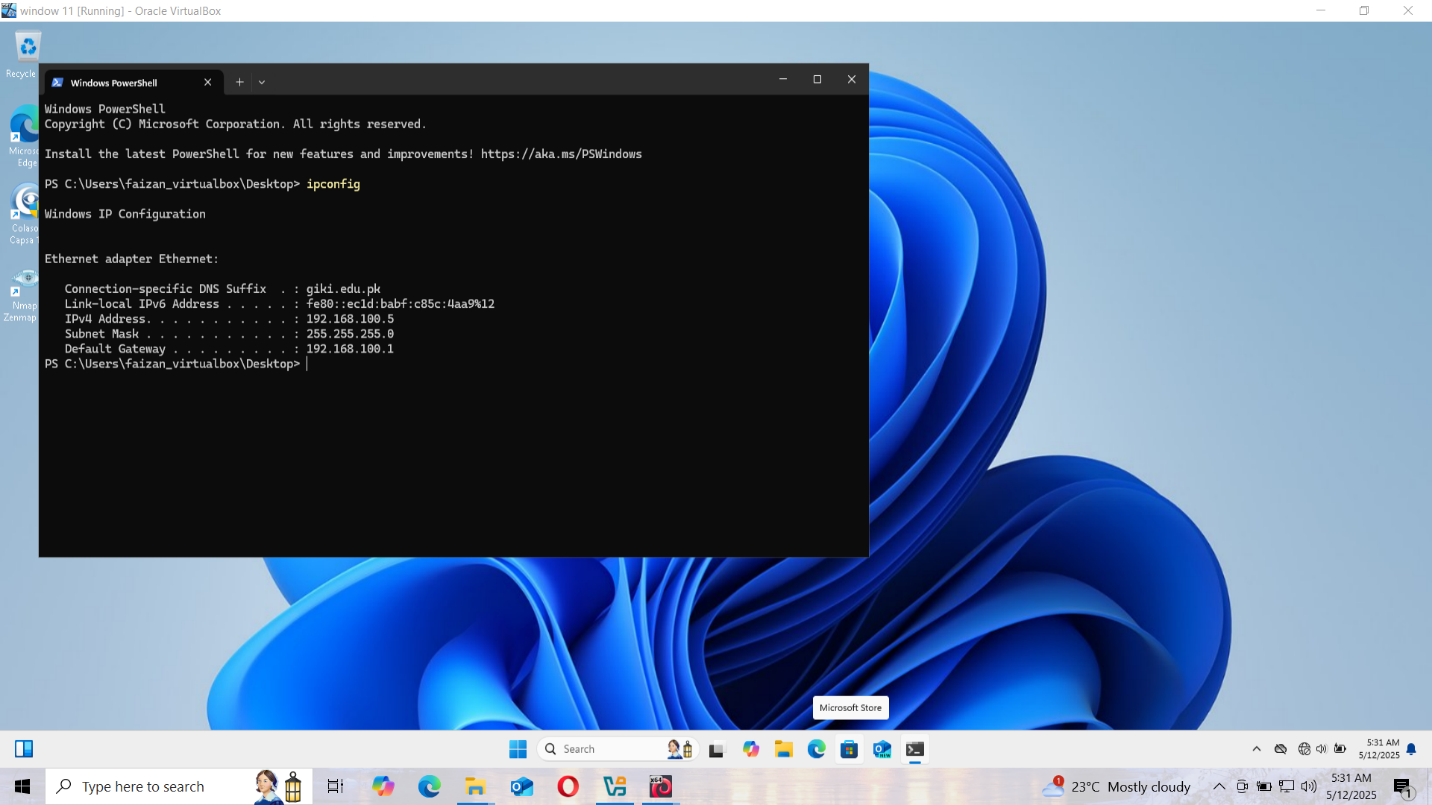 window 11 [Running] - Oracle VirtualBox
Recycle
Windows PowerShell
Windows PowerShell
Copyright (C) Microsoft Corporation. All rights reserved.
Install the latest PowerShell for new features and improvements! https://aka.ms/PSWindows
PS C:\Users\faizan_virtualbox\Desktop> ipconfig
Windows IP Configuration
Ethernet adapter Ethernet:
Connection-specific DNS Suffix  . : giki.edu.pk
Link-local IPv6 Address . . . . . : fe80::ec1d:babf:c85c:4aa9%12
IPv4 Address. . . . . . . . . . . : 192.168.100.5
Subnet Mask . . . . . . . . . . . : 255.255.255.0
Default Gateway . . . . . . . . . : 192.168.100.1
PS C:\Users\faizan_virtualbox\Desktop>
Micros
Edge
Colaso
Capsa
Nmap
Zenmap
Microsoft Store
Search
5:31 AM
5/12/2025
Type here to search
x64
1
23°C Mostly cloudy
5:31 AM
5/12/2025
1